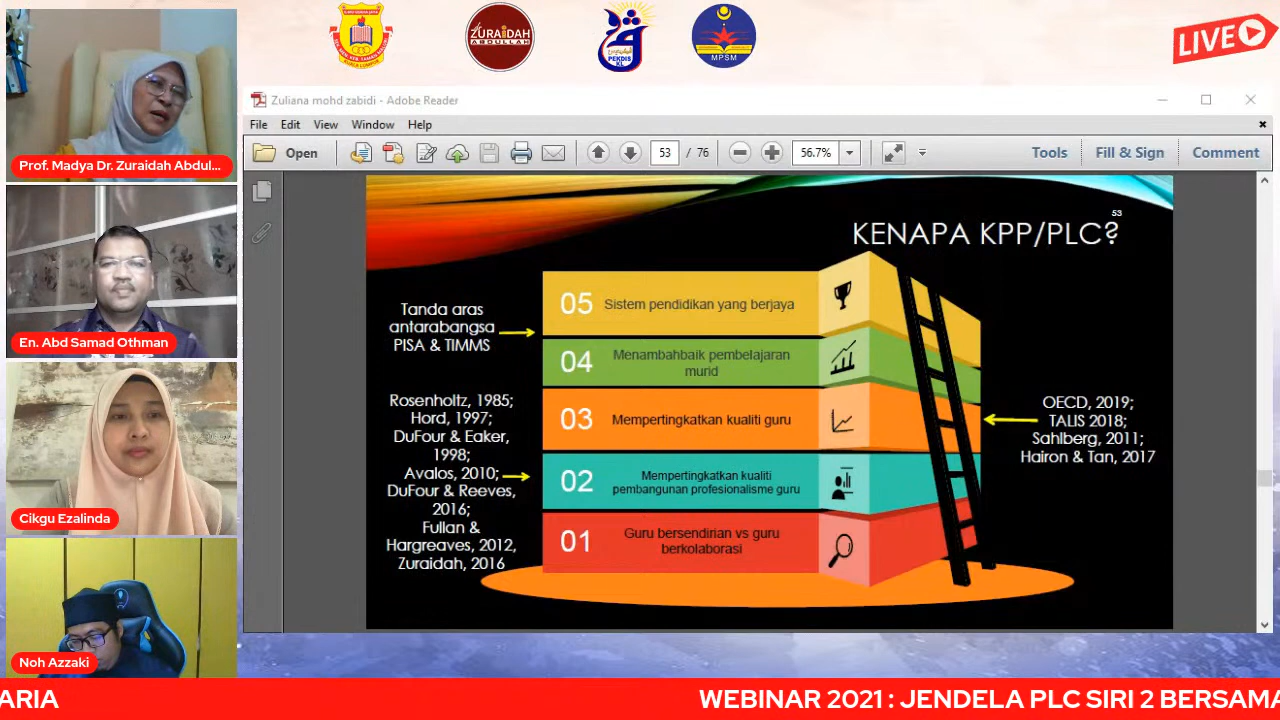 ZURAIDAH
ABDULLAH
PEKDIS
KL
MPSM
LIVE
Prof. Madya Dr. Zuraidah Abdul...
En. Abd Samad Othman
Cikgu Ezalinda
Noh Azzaki
Zuliana mohd zabidi - Adobe Reader
File Edit View Window Help
Open
53 / 76
56.7%
Tools Fill & Sign Comment
53
KENAPA KPP/PLC?
Tanda aras
antarabangsa
PISA & TIMMS
Rosenholtz, 1985;
Hord, 1997;
DuFour & Eaker,
1998;
Avalos, 2010;
DuFour & Reeves,
2016;
Fullan &
Hargreaves, 2012,
Zuraidah, 2016
05 Sistem pendidikan yang berjaya
04 Menambahbaik pembelajaran
murid
03 Mempertingkatkan kualiti guru
02 Mempertingkatkan kualiti
pembangunan profesionalisme guru
01 Guru bersendirian vs guru
berkolaborasi
OECD, 2019;
TALIS 2018;
Sahlberg, 2011;
Hairon & Tan, 2017
ARIA WEBINAR 2021 : JENDELA PLC SIRI 2 BERSAMA